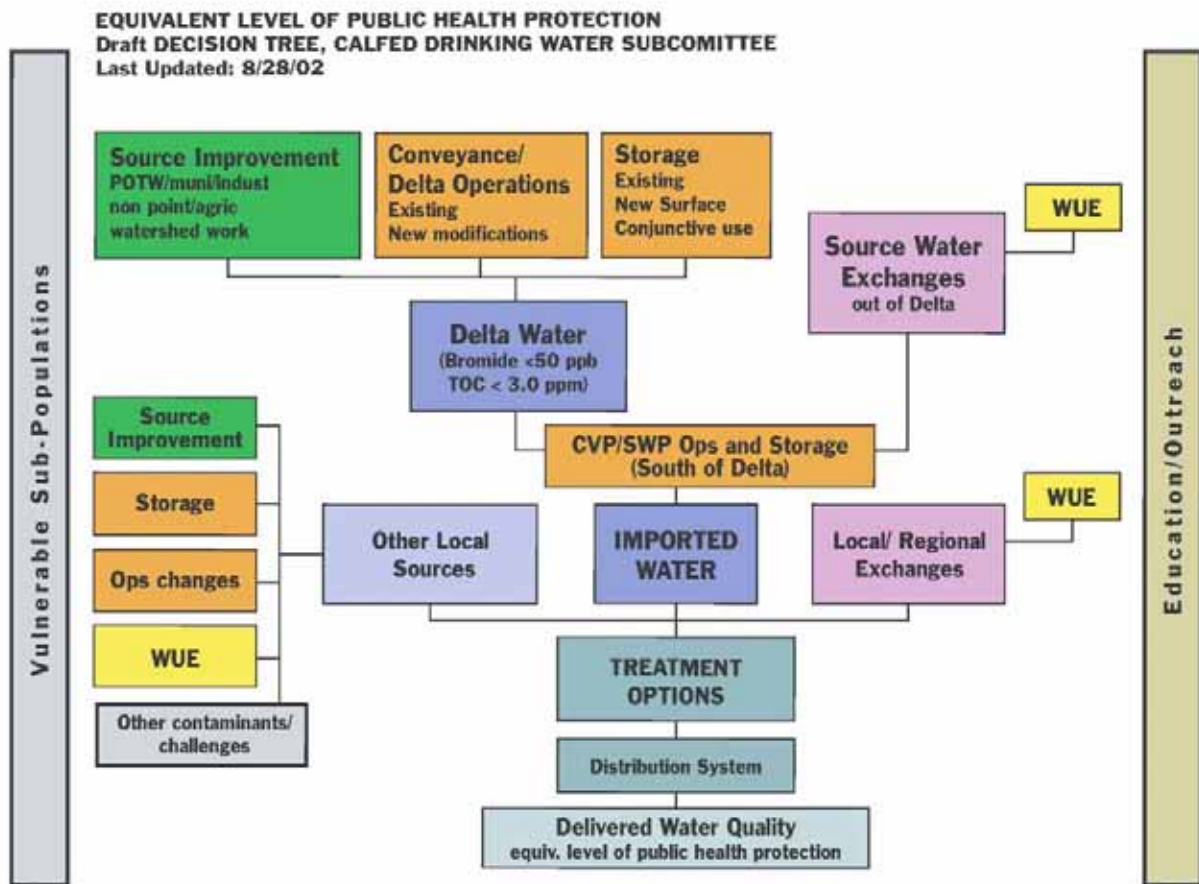 EQUIVALENT LEVEL OF PUBLIC HEALTH PROTECTION
Draft DECISION TREE, CALFED DRINKING WATER SUBCOMITTEE
Last Updated: 8/28/02
Vulnerable Sub-Populations
Source Improvement
POTW/muni/indust
non point/agric
watershed work
Conveyance/
Delta Operations
Existing
New modifications
Storage
Existing
New Surface
Conjunctive use
WUE
Source Water
Exchanges
out of Delta
Delta Water
(Bromide <50 ppb
TOC < 3.0 ppm)
CVP/SWP Ops and Storage
(South of Delta)
Source
Improvement
Storage
Ops changes
WUE
Other contaminants/
challenges
Other Local
Sources
IMPORTED
WATER
Local/ Regional
Exchanges
WUE
TREATMENT
OPTIONS
Distribution System
Delivered Water Quality
equiv. level of public health protection
Education/Outreach